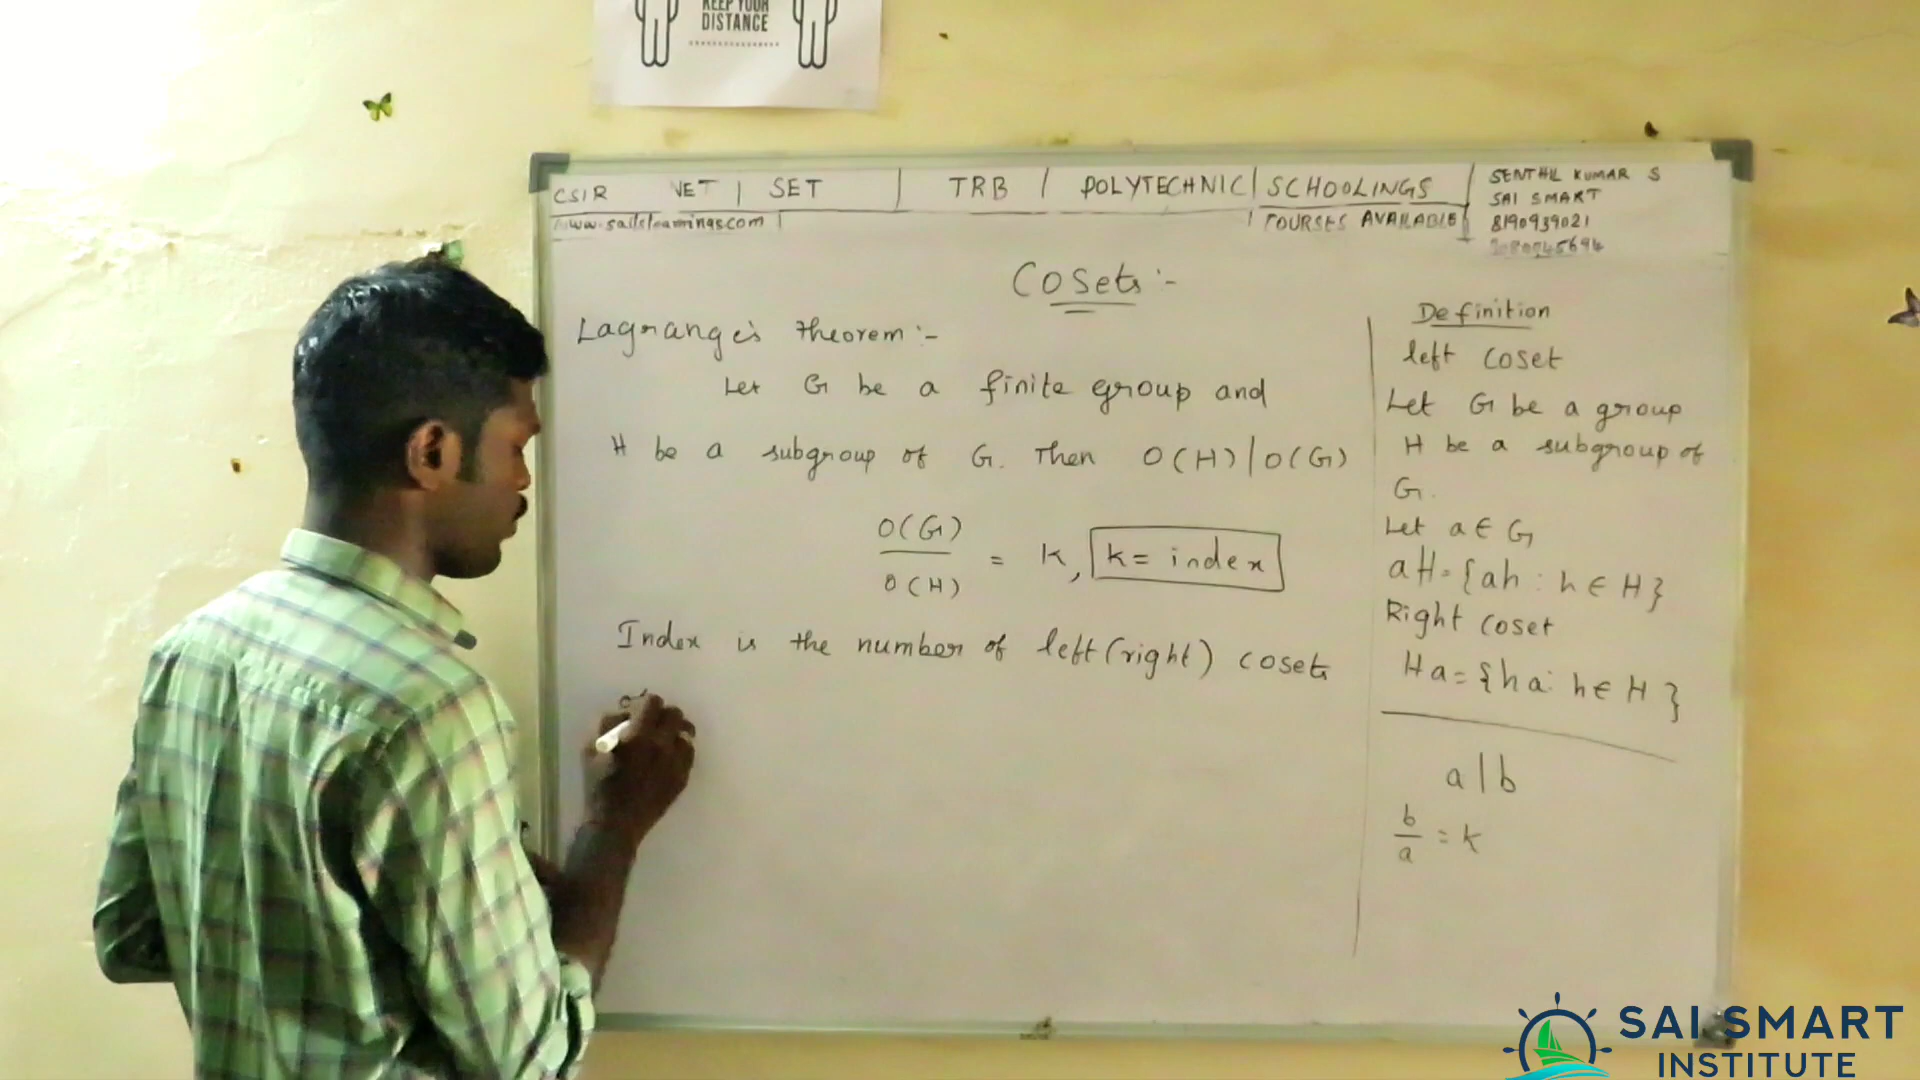 KEEP YOUR
DISTANCE
CSIR NET | SET | TRB | POLYTECHNIC | SCHOOLINGS
COURSES AVAILABLE
SENTHIL KUMAR S
SAI SMART
8190939021
Cosets :-
Lagrange's Theorem :-
Let G be a finite group and
H be a subgroup of G. Then O(H) | O(G)
O(G)
/ O(H) = K, K = index
Index is the number of left (right) cosets
Definition
left coset
Let G be a group
H be a subgroup of
G.
Let a ∈ G
aH = {ah : h ∈ H}
Right coset
Ha = {ha : h ∈ H}
a | b
b/a = K
SAI SMART
INSTITUTE